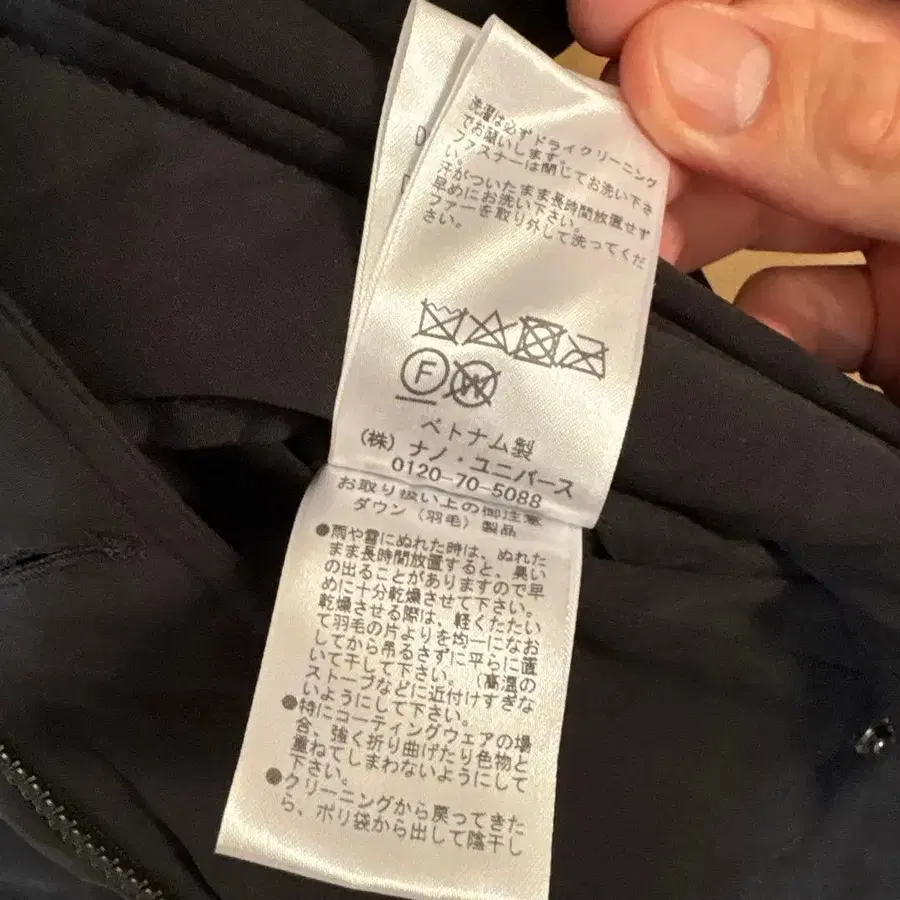 D
洗濯は必ずドライクリーニング
でお願いします。
ファスナーは閉じてお洗い下さ
い。
汗がついたまま長時間放置せず
早めにお洗い下さい。
ファーを取り外して洗ってくだ
さい。
F
W
ベトナム製
(株) ナノ・ユニバース
0120-70-5088
お取り扱い上の御注意
ダウン(羽毛)製品
●雨や雪にぬれた時は、ぬれた
まま長時間放置すると、臭い
の出ることがありますので早
めに十分乾燥させて下さい。
乾燥させる際は、軽くたたい
て羽毛の片よりを均一になお
してから吊るさずに平らに置
いて干して下さい。(高温の
ストーブなどに近付けすぎな
いようにして下さい。
●特にコーティングウェアの場
合、強く折り曲げたり色物と
重ねてしまわないようにして
下さい。
●クリーニングから戻ってきた
ら、ポリ袋から出して陰干し